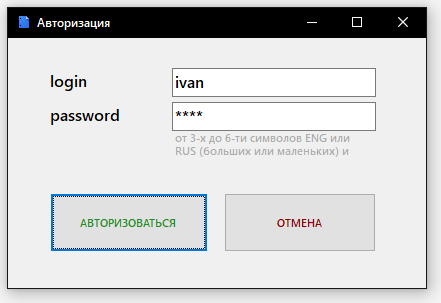 Авторизация
login
ivan
password
****
от 3-х до 6-ти символов ENG или
RUS (больших или маленьких) и
АВТОРИЗОВАТЬСЯ
ОТМЕНА